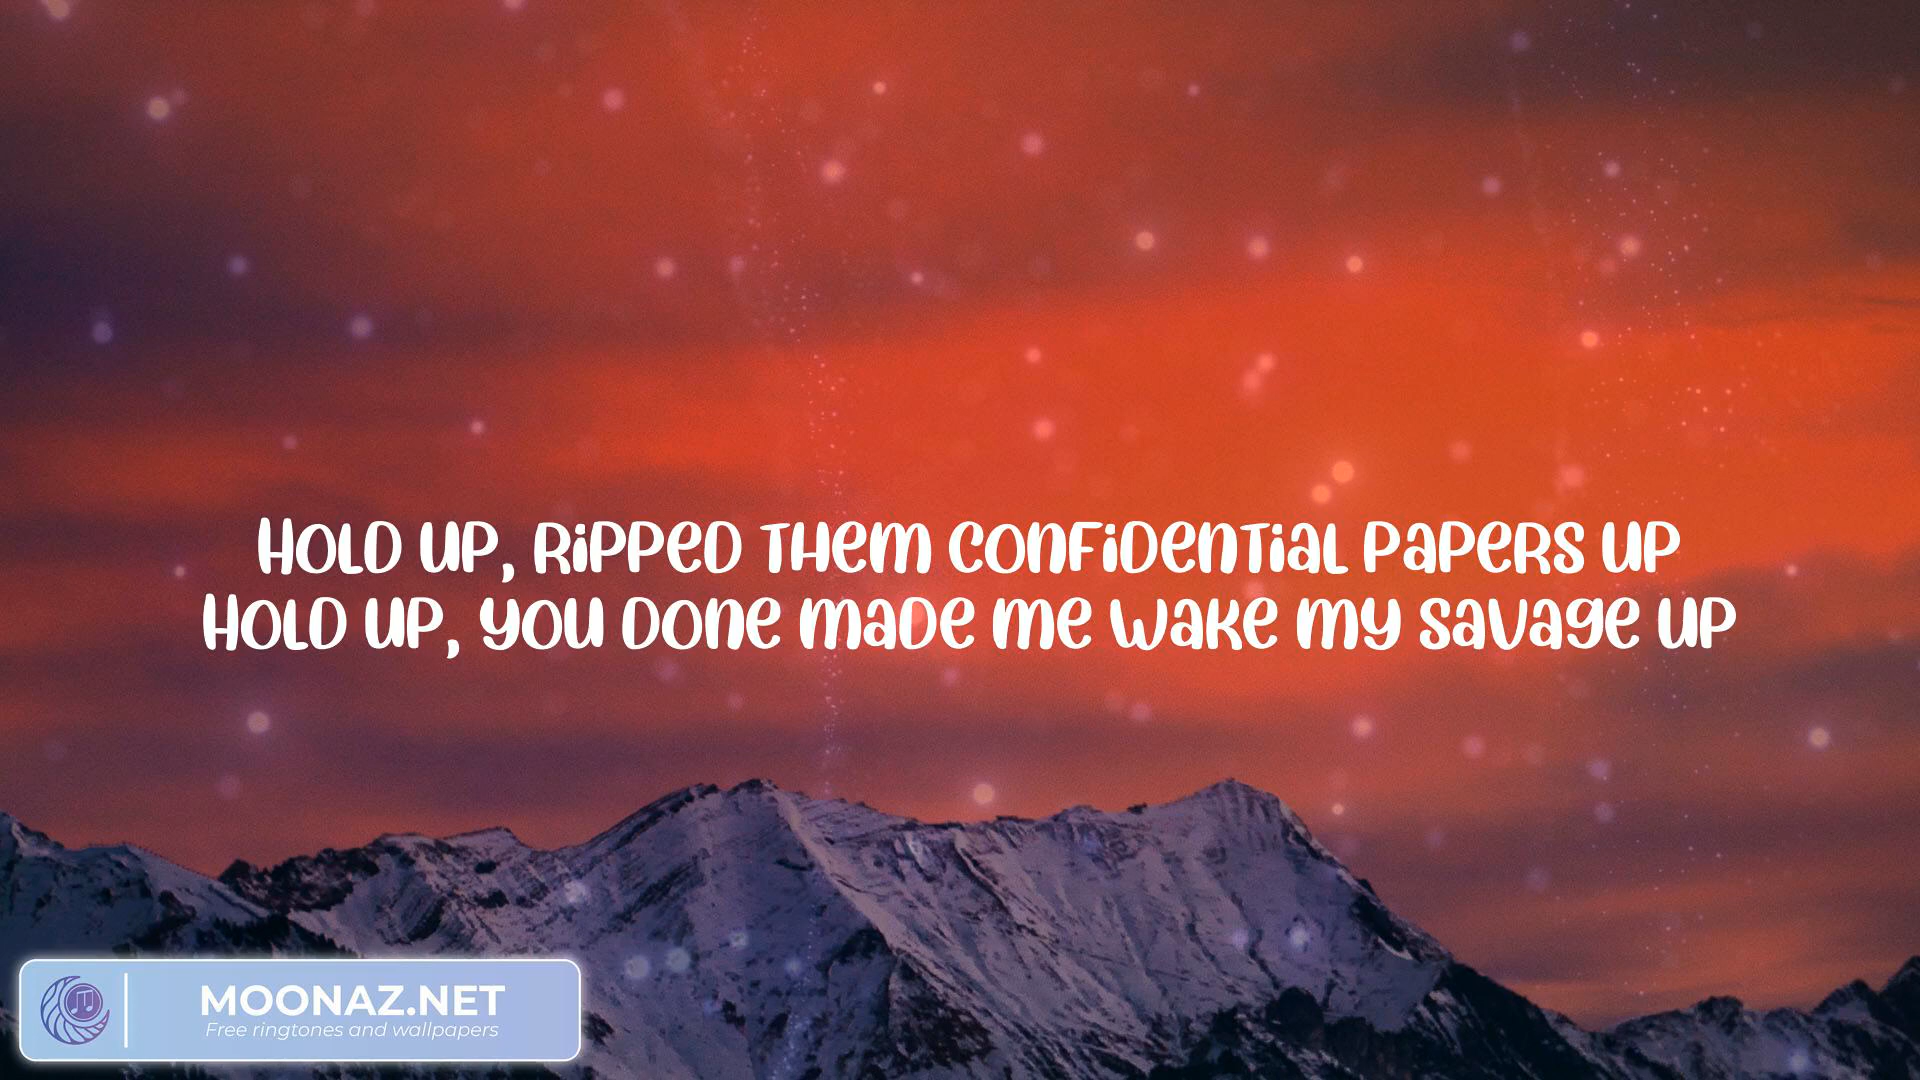 Hold up, ripped them confidential papers up
Hold up, you done made me wake my savage up
MOONAZ.NET
Free ringtones and wallpapers